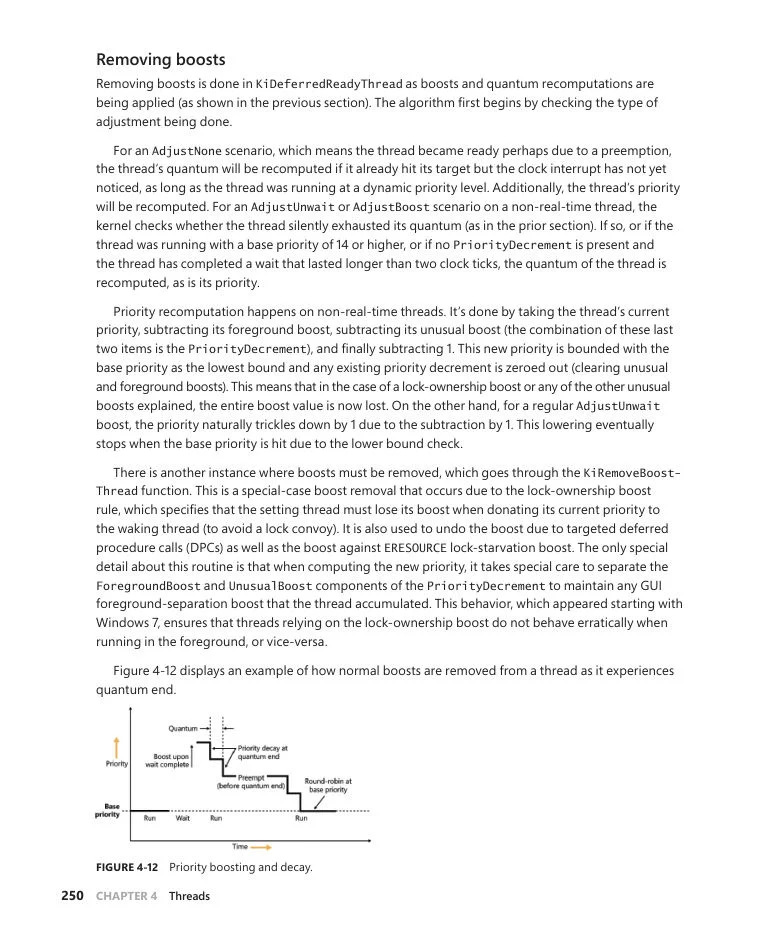 Removing boosts
Removing boosts is done in KiDeferredReadyThread as boosts and quantum recomputations are
being applied (as shown in the previous section). The algorithm first begins by checking the type of
adjustment being done.
For an AdjustNone scenario, which means the thread became ready perhaps due to a preemption,
the thread's quantum will be recomputed if it already hit its target but the clock interrupt has not yet
noticed, as long as the thread was running at a dynamic priority level. Additionally, the thread's priority
will be recomputed. For an AdjustUnwait or AdjustBoost scenario on a non-real-time thread, the
kernel checks whether the thread silently exhausted its quantum (as in the prior section). If so, or if the
thread was running with a base priority of 14 or higher, or if no PriorityDecrement is present and
the thread has completed a wait that lasted longer than two clock ticks, the quantum of the thread is
recomputed, as is its priority.
Priority recomputation happens on non-real-time threads. It's done by taking the thread's current
priority, subtracting its foreground boost, subtracting its unusual boost (the combination of these last
two items is the PriorityDecrement), and finally subtracting 1. This new priority is bounded with the
base priority as the lowest bound and any existing priority decrement is zeroed out (clearing unusual
and foreground boosts). This means that in the case of a lock-ownership boost or any of the other unusual
boosts explained, the entire boost value is now lost. On the other hand, for a regular AdjustUnwait
boost, the priority naturally trickles down by 1 due to the subtraction by 1. This lowering eventually
stops when the base priority is hit due to the lower bound check.
There is another instance where boosts must be removed, which goes through the KiRemoveBoost-
Thread function. This is a special-case boost removal that occurs due to the lock-ownership boost
rule, which specifies that the setting thread must lose its boost when donating its current priority to
the waking thread (to avoid a lock convoy). It is also used to undo the boost due to targeted deferred
procedure calls (DPCs) as well as the boost against ERESOURCE lock-starvation boost. The only special
detail about this routine is that when computing the new priority, it takes special care to separate the
ForegroundBoost and UnusualBoost components of the PriorityDecrement to maintain any GUI
foreground-separation boost that the thread accumulated. This behavior, which appeared starting with
Windows 7, ensures that threads relying on the lock-ownership boost do not behave erratically when
running in the foreground, or vice-versa.
Figure 4-12 displays an example of how normal boosts are removed from a thread as it experiences
quantum end.
Quantum
Priority decay at
quantum end
Boost upon
wait complete
Priority
Preempt
(before quantum end)
Round-robin at
base priority
Base
priority
Run Wait Run Run
Time
FIGURE 4-12 Priority boosting and decay.
250 CHAPTER 4 Threads